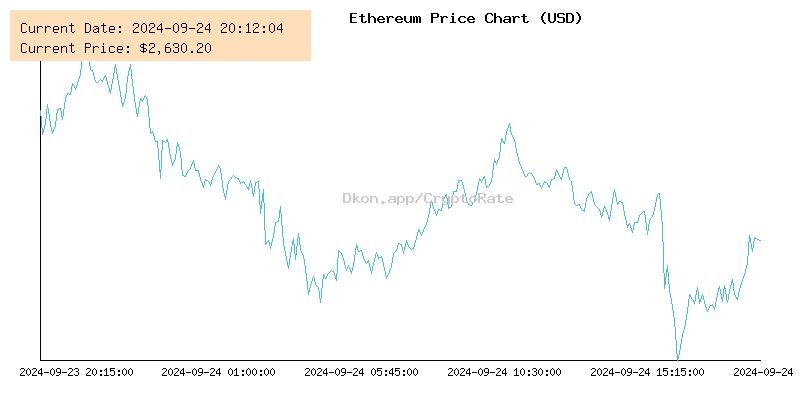 Ethereum Price Chart (USD)
Current Date: 2024-09-24 20:12:04
Current Price: $2,630.20
Dkon.app/CryptoRate
2024-09-23 20:15:00
2024-09-24 01:00:00
2024-09-24 05:45:00
2024-09-24 10:30:00
2024-09-24 15:15:00
2024-09-24